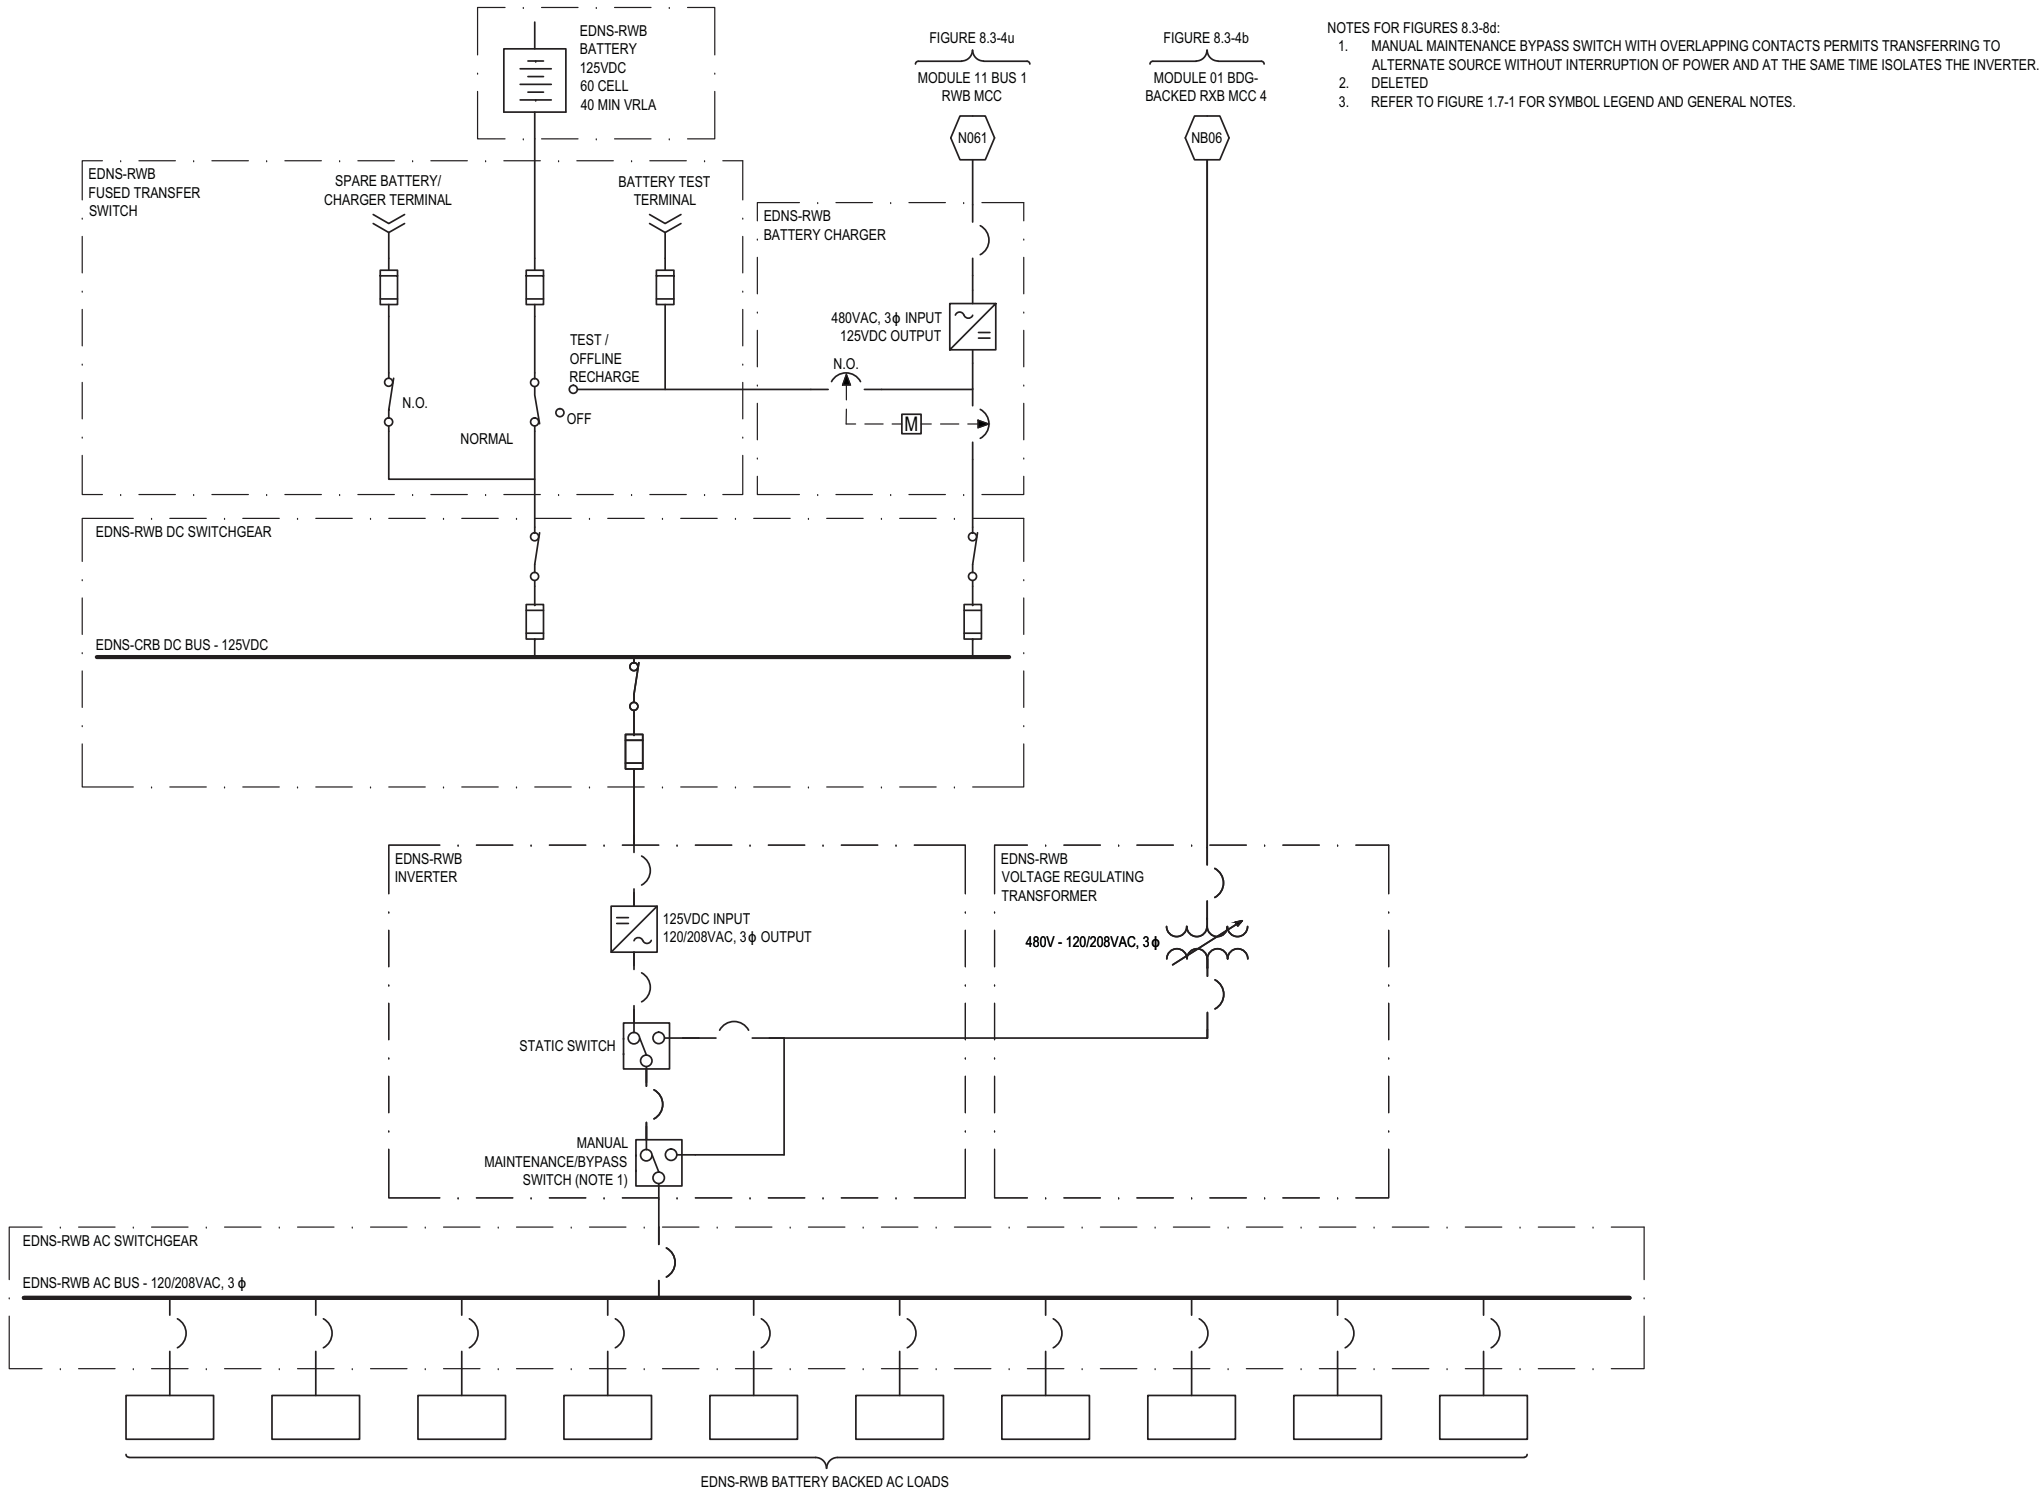 EDNS-RWB
BATTERY
125VDC
60 CELL
40 MIN VRLA
FIGURE 8.3-4u
MODULE 11 BUS 1
RWB MCC
N061
FIGURE 8.3-4b
MODULE 01 BDG-
BACKED RXB MCC 4
NB06
NOTES FOR FIGURES 8.3-8d:
1. MANUAL MAINTENANCE BYPASS SWITCH WITH OVERLAPPING CONTACTS PERMITS TRANSFERRING TO
ALTERNATE SOURCE WITHOUT INTERRUPTION OF POWER AND AT THE SAME TIME ISOLATES THE INVERTER.
2. DELETED
3. REFER TO FIGURE 1.7-1 FOR SYMBOL LEGEND AND GENERAL NOTES.
EDNS-RWB
FUSED TRANSFER
SWITCH
SPARE BATTERY/
CHARGER TERMINAL
BATTERY TEST
TERMINAL
EDNS-RWB
BATTERY CHARGER
480VAC, 3ϕ INPUT
125VDC OUTPUT
TEST /
OFFLINE
RECHARGE
N.O.
N.O.
OFF
M
NORMAL
EDNS-RWB DC SWITCHGEAR
EDNS-CRB DC BUS - 125VDC
EDNS-RWB
INVERTER
125VDC INPUT
120/208VAC, 3ϕ OUTPUT
EDNS-RWB
VOLTAGE REGULATING
TRANSFORMER
480V - 120/208VAC, 3ϕ
STATIC SWITCH
MANUAL
MAINTENANCE/BYPASS
SWITCH (NOTE 1)
EDNS-RWB AC SWITCHGEAR
EDNS-RWB AC BUS - 120/208VAC, 3 ϕ
EDNS-RWB BATTERY BACKED AC LOADS